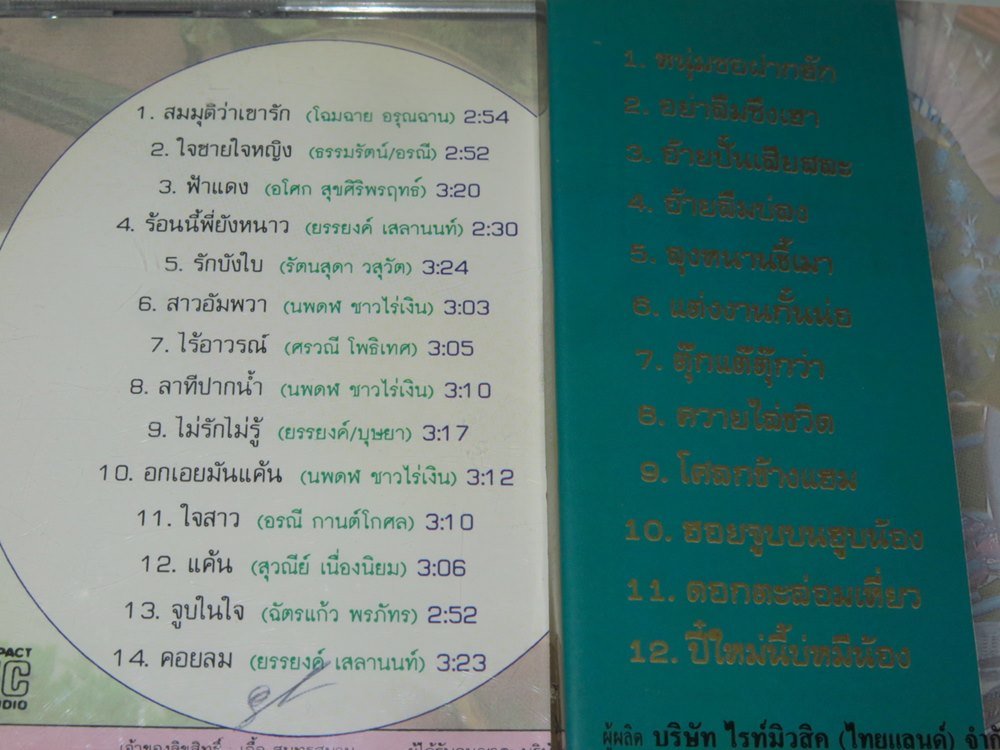 1. สมมุติว่าเขารัก (โฉมฉาย อรุณฉาน) 2:54
2. ใจชายใจหญิง (ธรรมรัตน์/อรณี) 2:52
3. ฟ้าแดง (อโศก สุขศิริพรฤทธิ์) 3:20
4. ร้อนนี้พี่ยังหนาว (ยรรยงค์ เสลานนท์) 2:30
5. รักบังใบ (รัตนสุดา วสุวัต) 3:24
6. สาวอัมพวา (นพดฬ ชาวไร่เงิน) 3:03
7. ไร้อาวรณ์ (ศรวณี โพธิเทศ) 3:05
8. ลาทีปากน้ำ (นพดฬ ชาวไร่เงิน) 3:10
9. ไม่รักไม่รู้ (ยรรยงค์/บุษยา) 3:17
10. อกเอยมันแค้น (นพดฬ ชาวไร่เงิน) 3:12
11. ใจสาว (อรณี กานต์โกศล) 3:10
12. แค้น (สุวณีย์ เนื่องนิยม) 3:06
13. จูบในใจ (ฉัตรแก้ว พรภัทร) 2:52
14. คอยลม (ยรรยงค์ เสลานนท์) 3:23
1. หนุ่มซอฝากฮัก
2. อย่าลืมซึงเฮา
3. อ้ายปั๋นเสียสละ
4. อ้ายลืมบ่อง
5. ลุงหนานขี้เมา
6. แต่งงานกั๋นน่อ
7. ตุ๊กแต๊ตุ๊กว่า
8. ควายไล่ขวิด
9. โศลกช้างแฮม
10. ฮอยจูบบนฮูบน้อง
11. ดอกตะล่อมเดี่ยว
12. ปี๋ใหม่นี้บ่หมีน้อง
ผู้ผลิต บริษัท ไรท์มิวสิค (ไทยแลนด์)